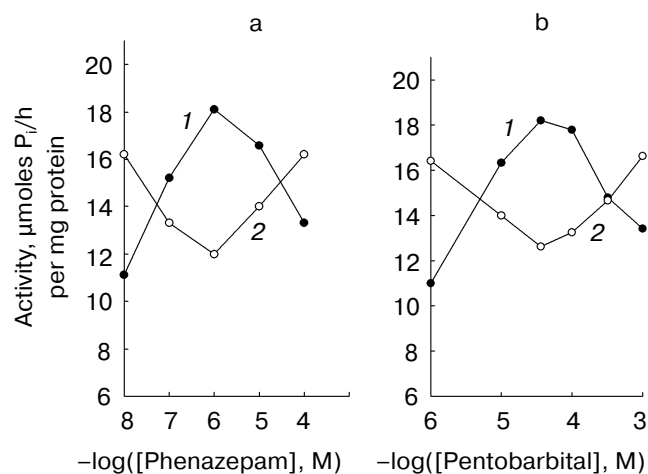 a
b
Activity, μmoles Pᵢ/h
per mg protein
20
18
16
14
12
10
8
6
1
2
8 7 6 5 4
–log([Phenazepam], M)
20
18
16
14
12
10
8
6
1
2
6 5 4 3
–log([Pentobarbital], M)